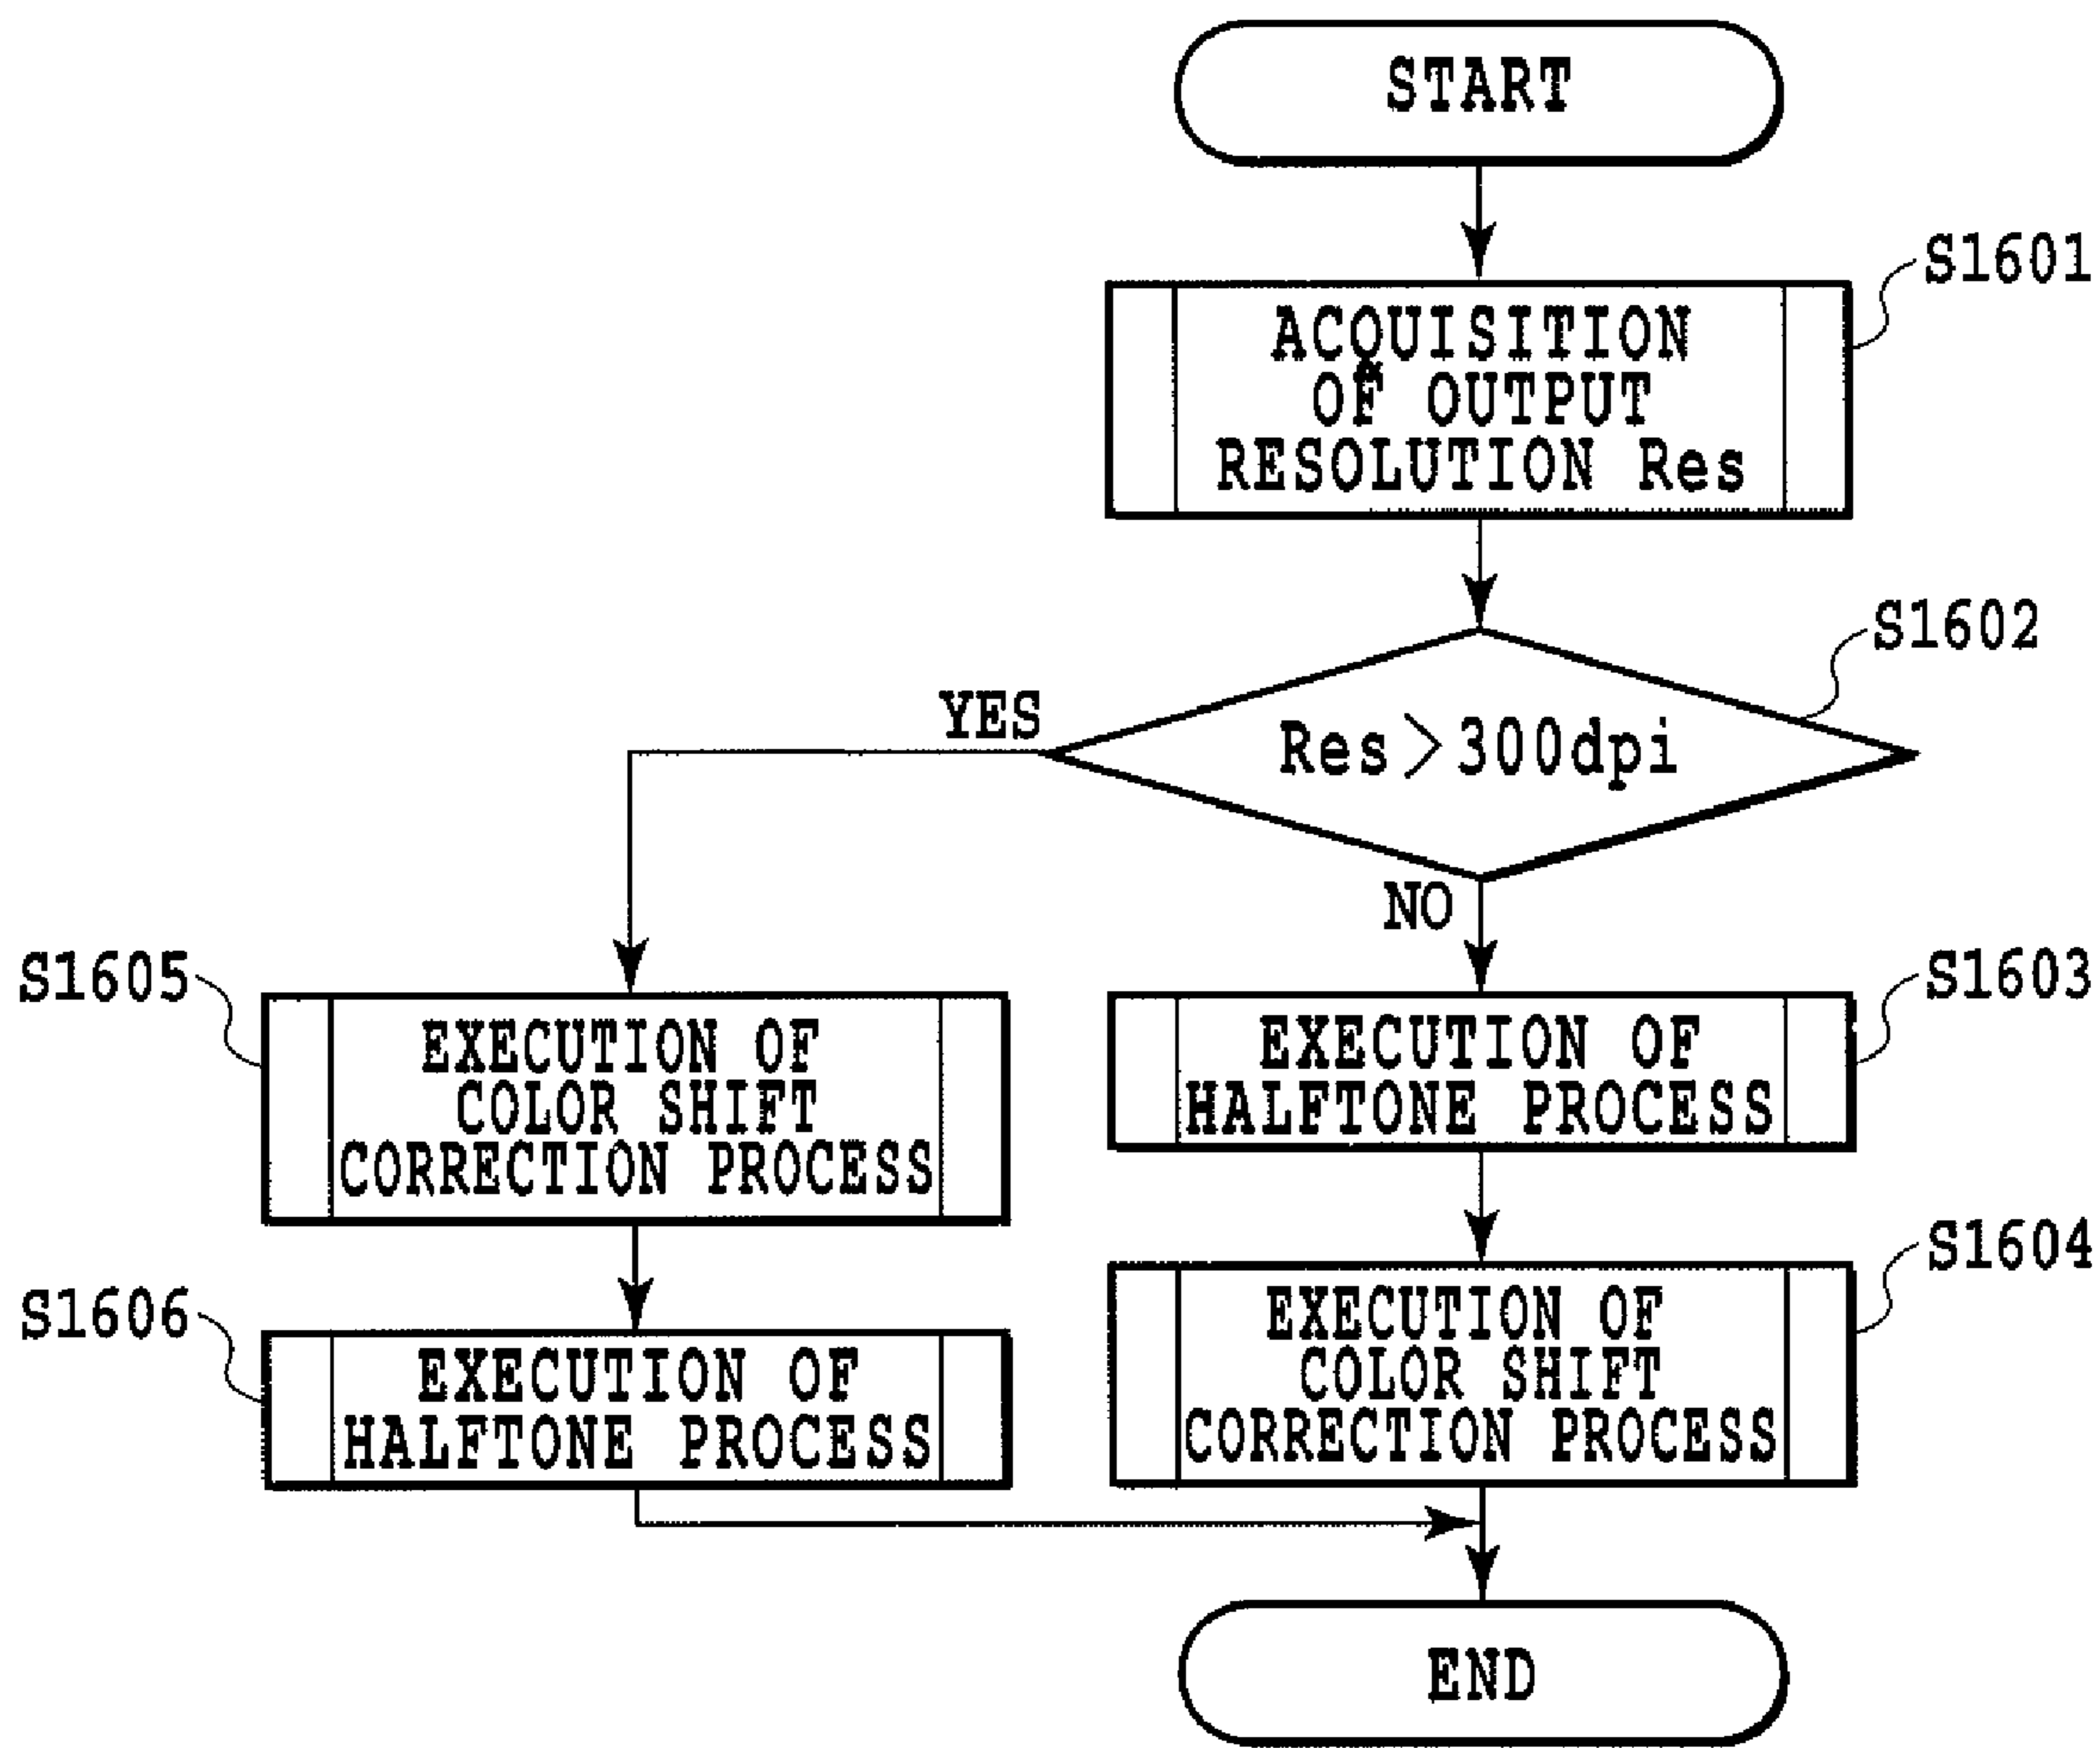 START
S1601
ACQUISITION
OF OUTPUT
RESOLUTION Res
S1602
YES
Res>300dpi
NO
S1605
S1603
EXECUTION OF
COLOR SHIFT
CORRECTION PROCESS
EXECUTION OF
HALFTONE PROCESS
S1606
S1604
EXECUTION OF
HALFTONE PROCESS
EXECUTION OF
COLOR SHIFT
CORRECTION PROCESS
END